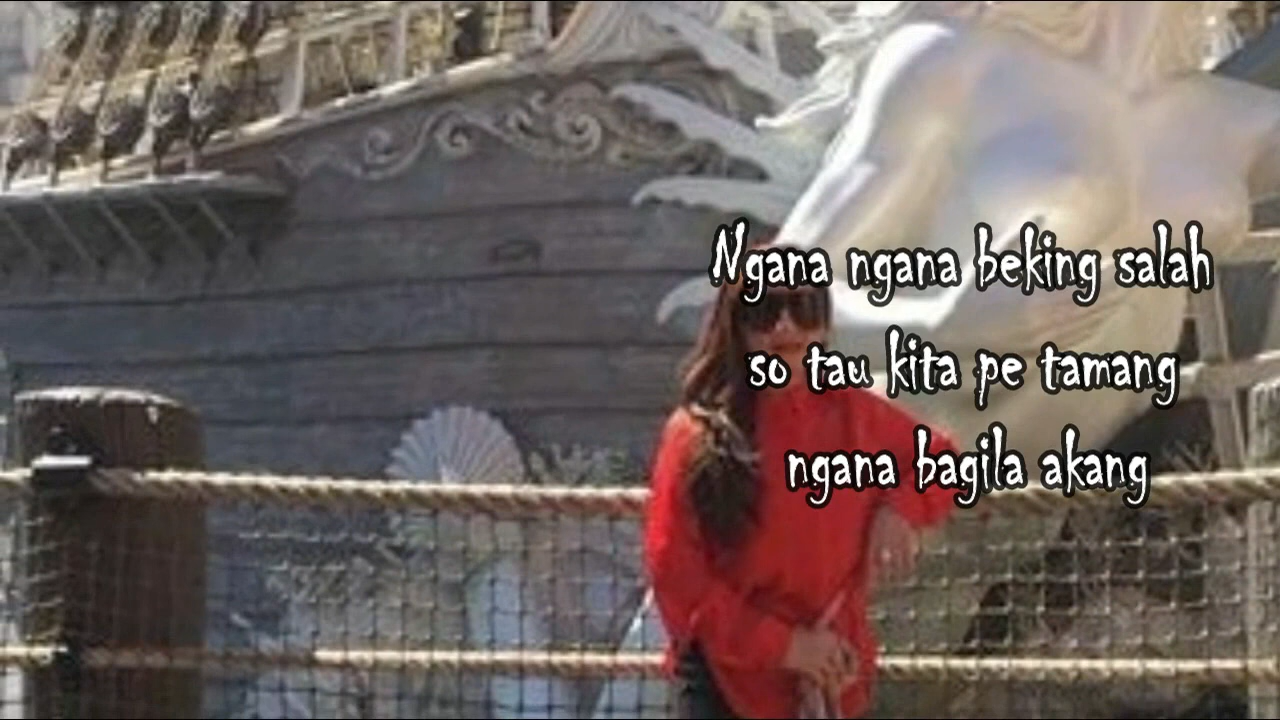 Ngana ngana beking salah
so tau kita pe tamang
ngana bagila akang